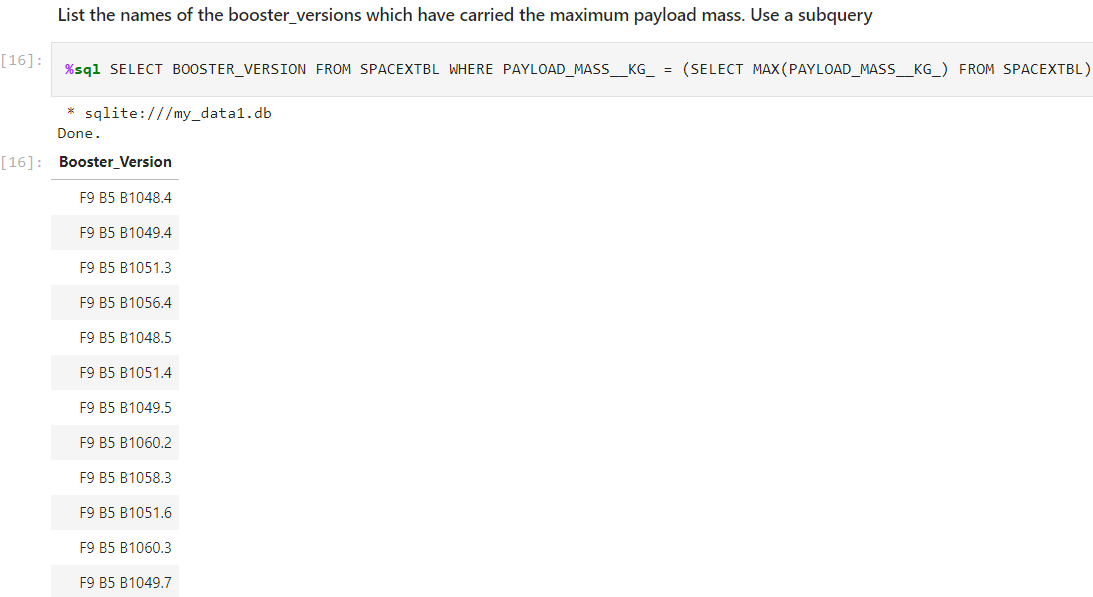 List the names of the booster_versions which have carried the maximum payload mass. Use a subquery
[16]: %sql SELECT BOOSTER_VERSION FROM SPACEXTBL WHERE PAYLOAD_MASS__KG_ = (SELECT MAX(PAYLOAD_MASS__KG_) FROM SPACEXTBL)
* sqlite:///my_data1.db
Done.
[16]: Booster_Version
F9 B5 B1048.4
F9 B5 B1049.4
F9 B5 B1051.3
F9 B5 B1056.4
F9 B5 B1048.5
F9 B5 B1051.4
F9 B5 B1049.5
F9 B5 B1060.2
F9 B5 B1058.3
F9 B5 B1051.6
F9 B5 B1060.3
F9 B5 B1049.7